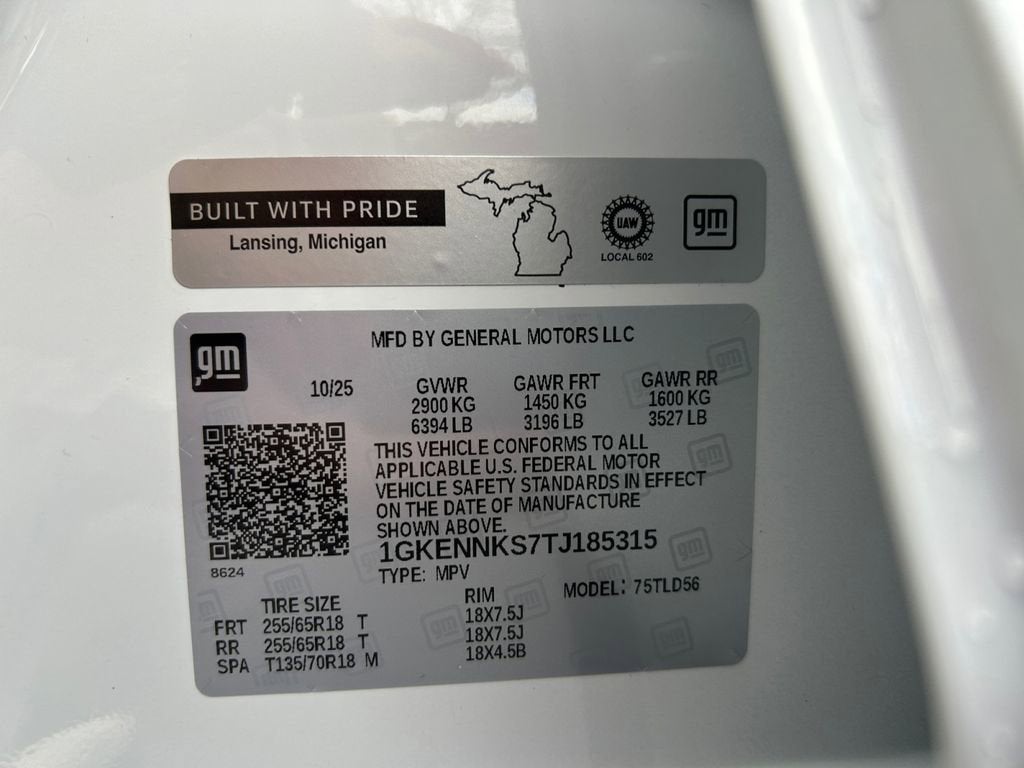 BUILT WITH PRIDE
Lansing, Michigan
UAW
LOCAL 602
gm
gm
MFD BY GENERAL MOTORS LLC
10/25
GVWR GAWR FRT GAWR RR
2900 KG 1450 KG 1600 KG
6394 LB 3196 LB 3527 LB
THIS VEHICLE CONFORMS TO ALL
APPLICABLE U.S. FEDERAL MOTOR
VEHICLE SAFETY STANDARDS IN EFFECT
ON THE DATE OF MANUFACTURE
SHOWN ABOVE.
1GKENNKS7TJ185315
TYPE: MPV
8624
MODEL: 75TLD56
TIRE SIZE RIM
FRT 255/65R18 T 18X7.5J
RR 255/65R18 T 18X7.5J
SPA T135/70R18 M 18X4.5B